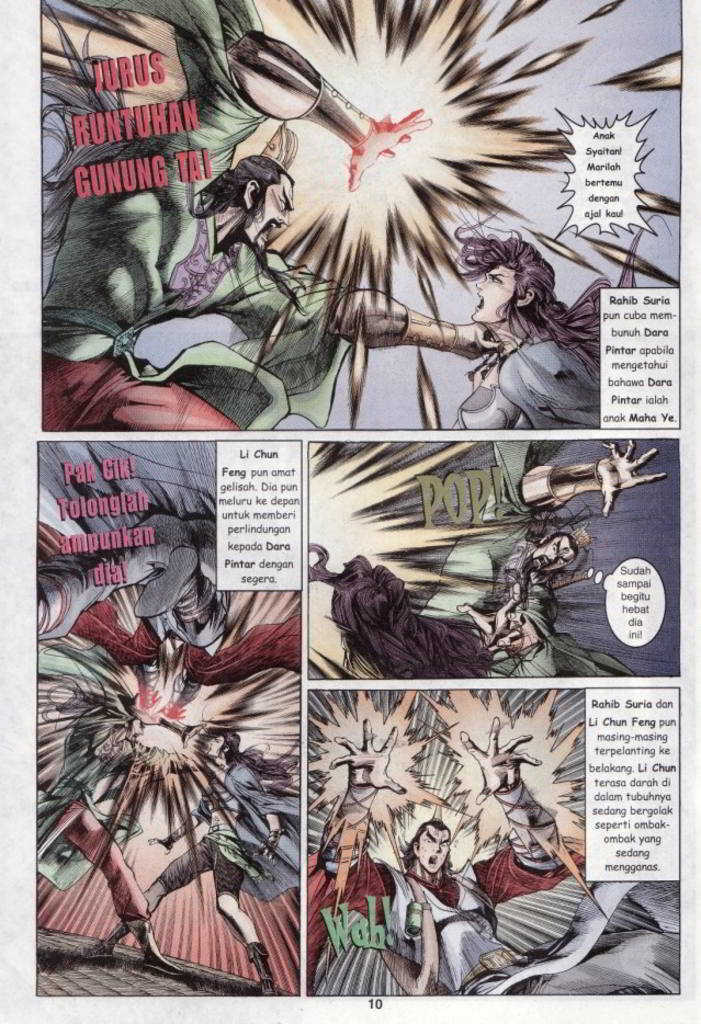 JURUS
RUNTUHAN
GUNUNG TAI
Anak
Syaitan!
Marilah
bertemu
dengan
ajal kau!
Rahib Suria
pun cuba mem-
bunuh Dara
Pintar apabila
mengetahui
bahawa Dara
Pintar ialah
anak Maha Ye.
Pak Cik!
Tolonglah
ampunkan
dia!
Li Chun
Feng pun amat
gelisah. Dia pun
meluru ke depan
untuk memberi
perlindungan
kepada Dara
Pintar dengan
segera.
POP!
Sudah
sampai
begitu
hebat
dia
ini!
Rahib Suria dan
Li Chun Feng pun
masing-masing
terpelanting ke
belakang. Li Chun
terasa darah di
dalam tubuhnya
sedang bergolak
seperti ombak-
ombak yang
sedang
mengganas.
Wah!
10